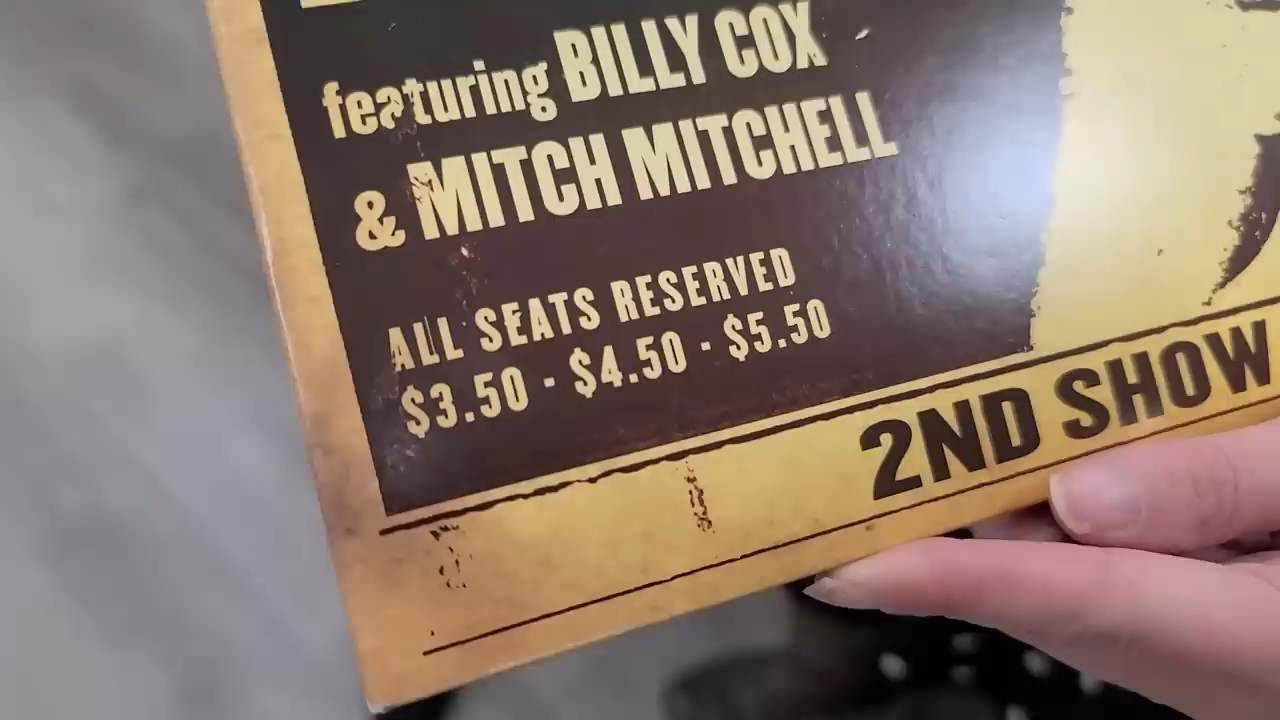 featuring BILLY COX
& MITCH MITCHELL
ALL SEATS RESERVED
$3.50 - $4.50 - $5.50
2ND SHOW